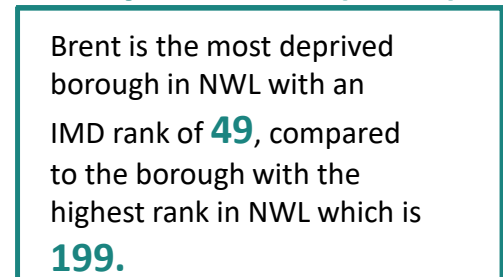 Brent is the most deprived
borough in NWL with an
IMD rank of 49, compared
to the borough with the
highest rank in NWL which is
199.